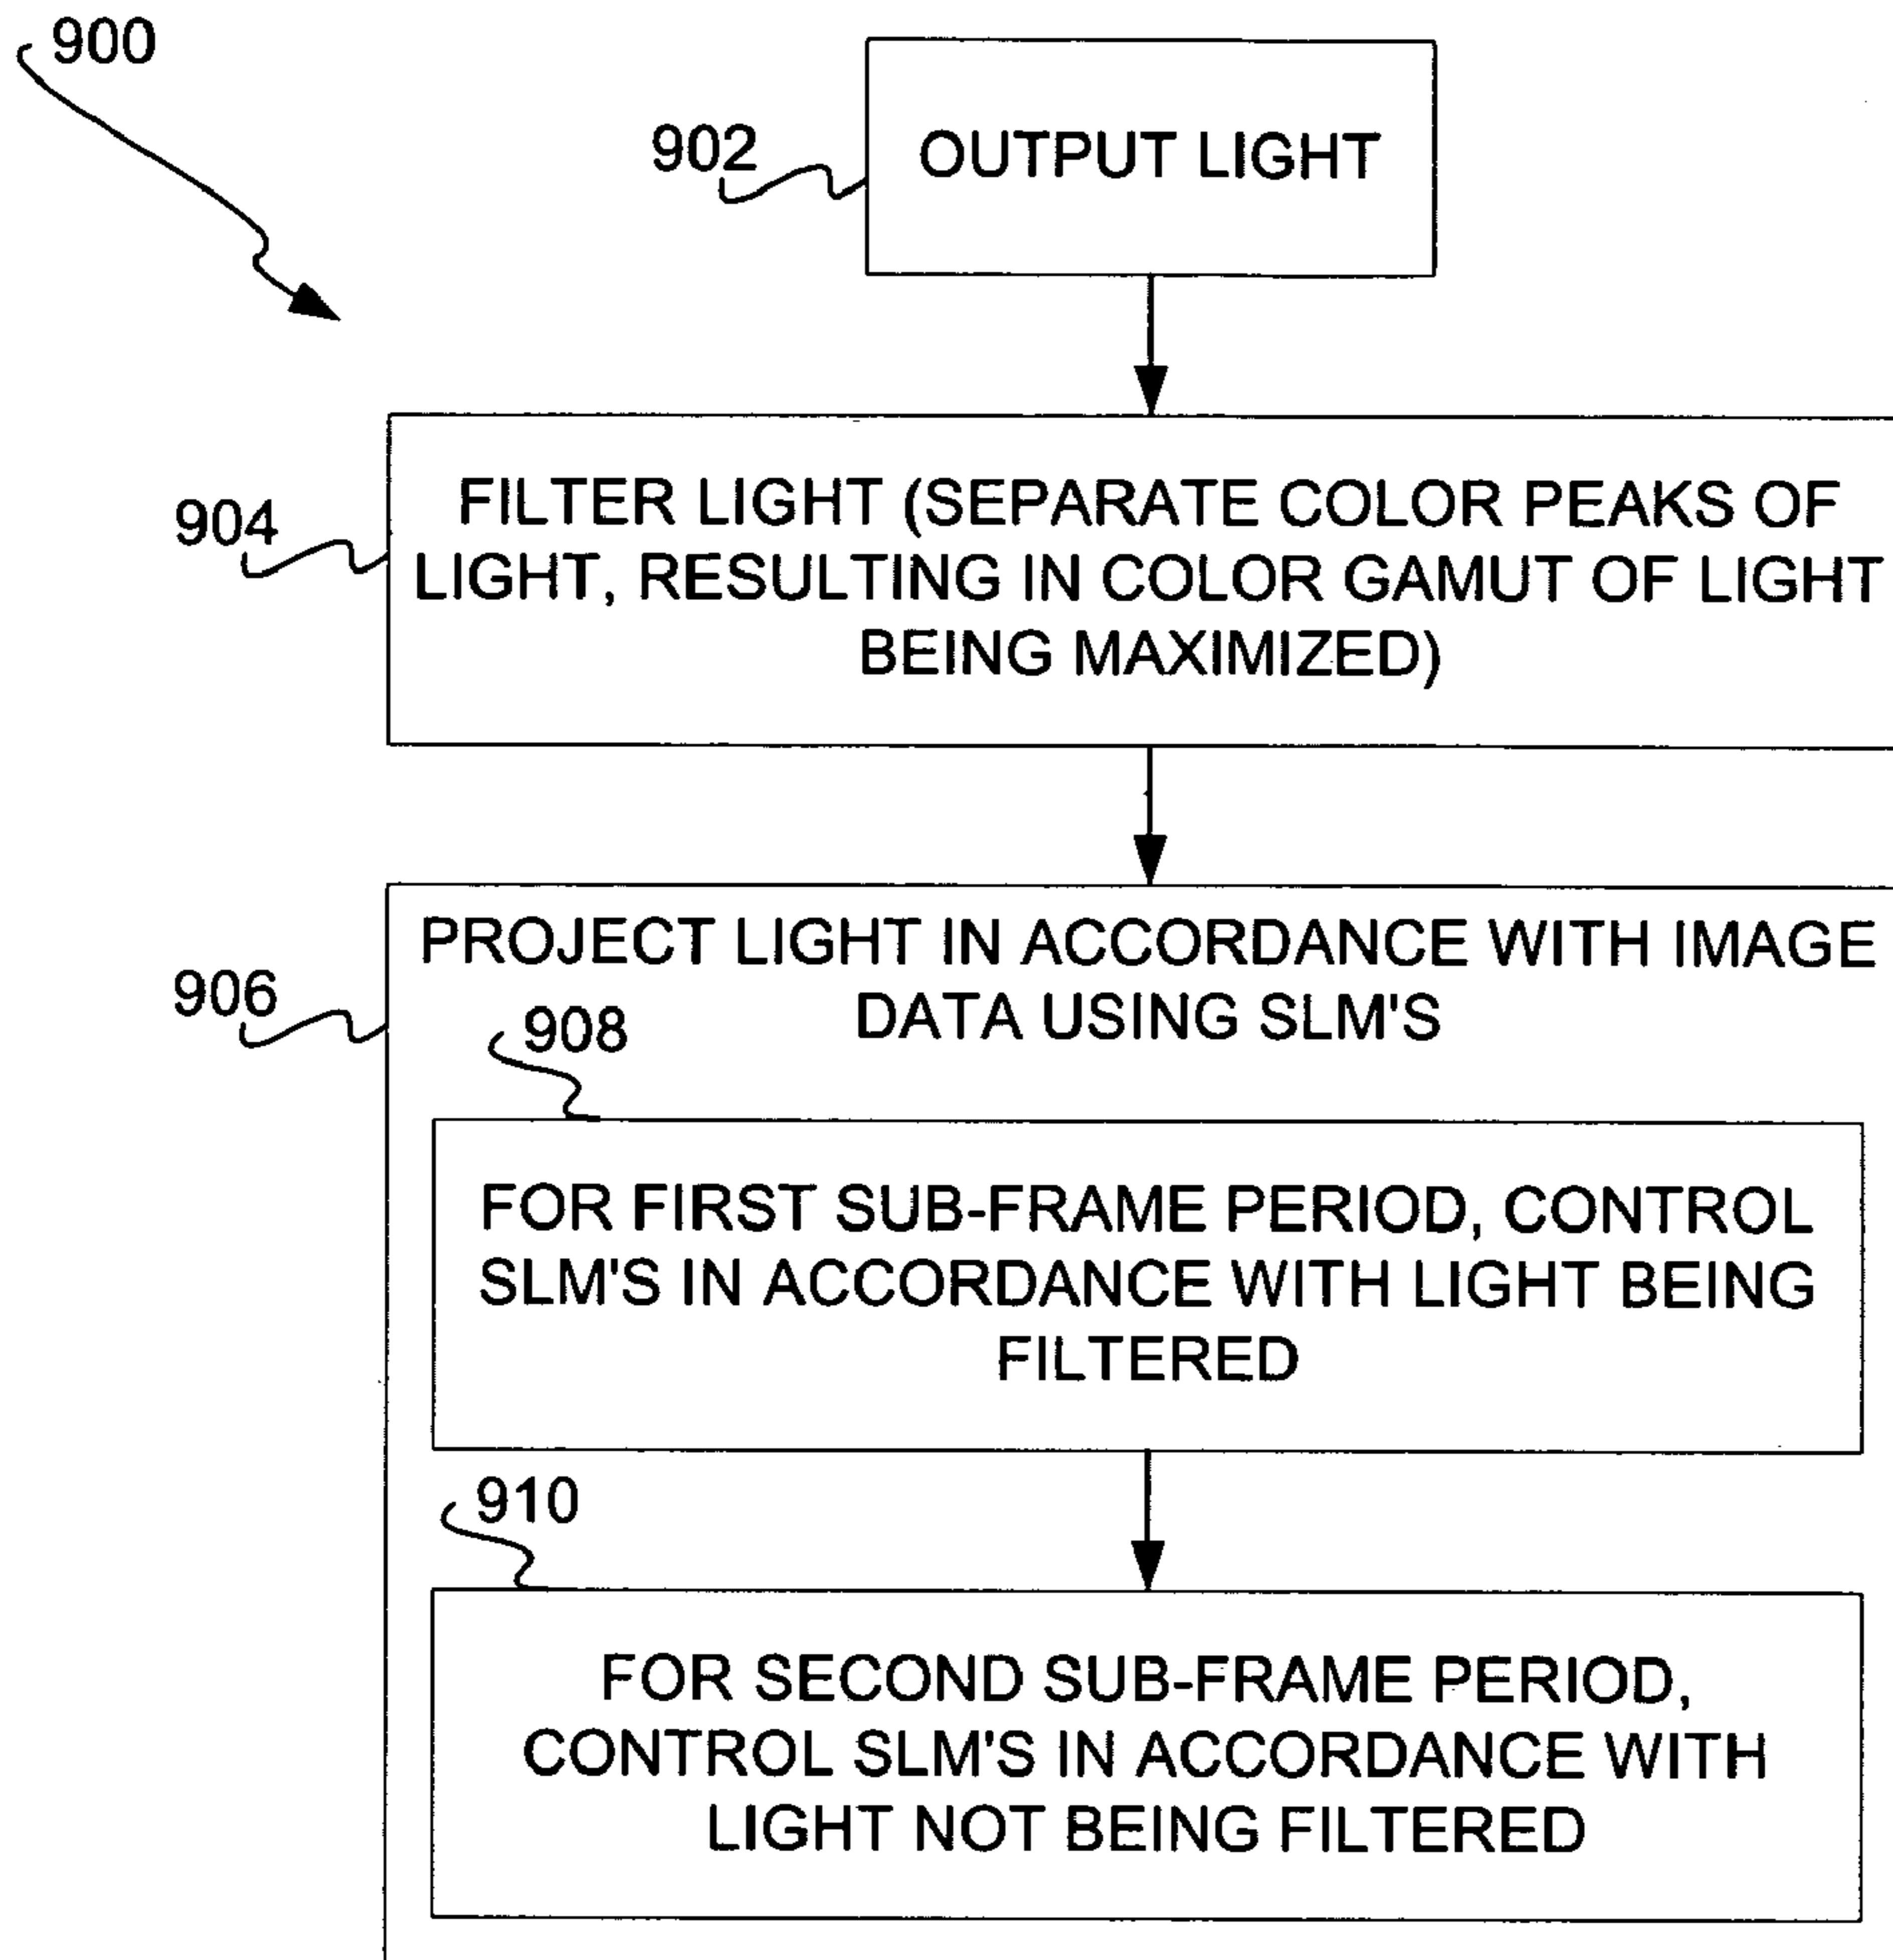 900
902
OUTPUT LIGHT
904
FILTER LIGHT (SEPARATE COLOR PEAKS OF
LIGHT, RESULTING IN COLOR GAMUT OF LIGHT
BEING MAXIMIZED)
906
PROJECT LIGHT IN ACCORDANCE WITH IMAGE
DATA USING SLM'S
908
FOR FIRST SUB-FRAME PERIOD, CONTROL
SLM'S IN ACCORDANCE WITH LIGHT BEING
FILTERED
910
FOR SECOND SUB-FRAME PERIOD,
CONTROL SLM'S IN ACCORDANCE WITH
LIGHT NOT BEING FILTERED